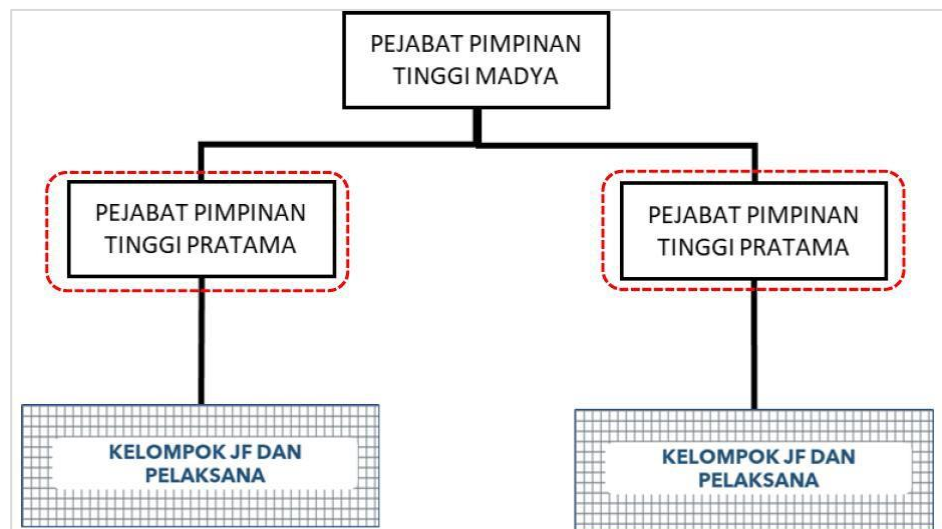 PEJABAT PIMPINAN
TINGGI MADYA
PEJABAT PIMPINAN
TINGGI PRATAMA
PEJABAT PIMPINAN
TINGGI PRATAMA
KELOMPOK JF DAN
PELAKSANA
KELOMPOK JF DAN
PELAKSANA